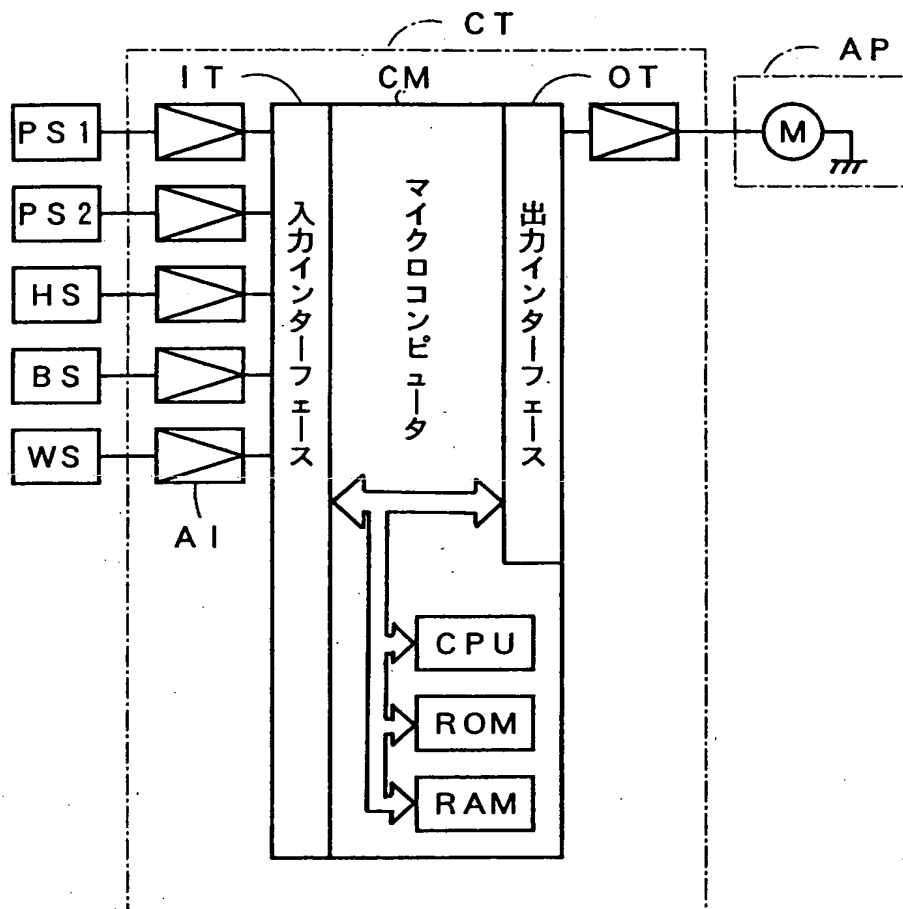 CT
AP
IT
CM
OT
PS1
M
PS2
HS
BS
WS
AI
入力インターフェース
マイクロコンピュータ
出力インターフェース
CPU
ROM
RAM